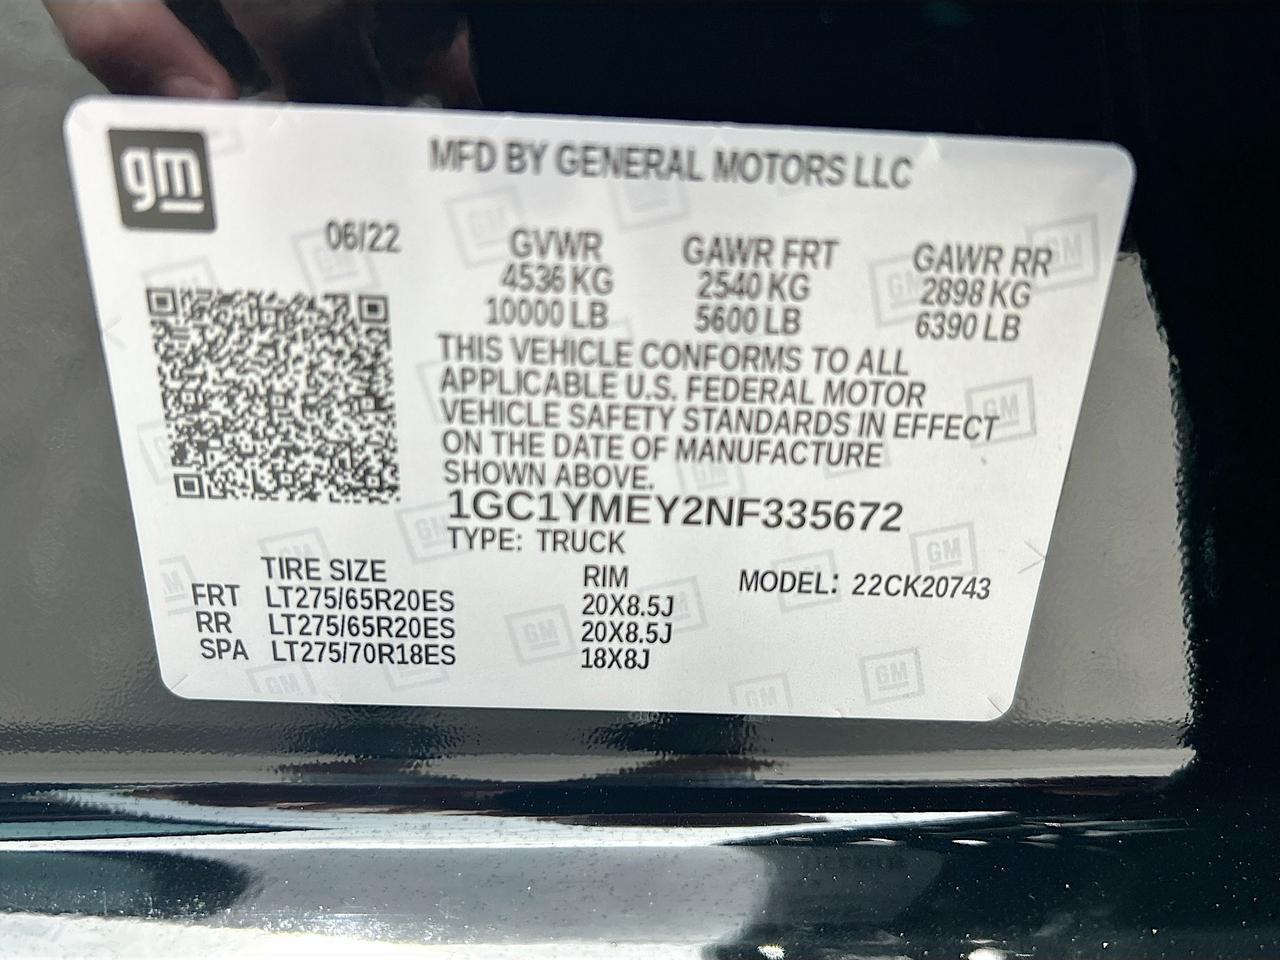 gm
MFD BY GENERAL MOTORS LLC
06/22
GVWR
4536 KG
10000 LB
GAWR FRT
2540 KG
5600 LB
GAWR RR
2898 KG
6390 LB
THIS VEHICLE CONFORMS TO ALL
APPLICABLE U.S. FEDERAL MOTOR
VEHICLE SAFETY STANDARDS IN EFFECT
ON THE DATE OF MANUFACTURE
SHOWN ABOVE.
1GC1YMEY2NF335672
TYPE: TRUCK
TIRE SIZE RIM MODEL: 22CK20743
FRT LT275/65R20ES 20X8.5J
RR LT275/65R20ES 20X8.5J
SPA LT275/70R18ES 18X8J